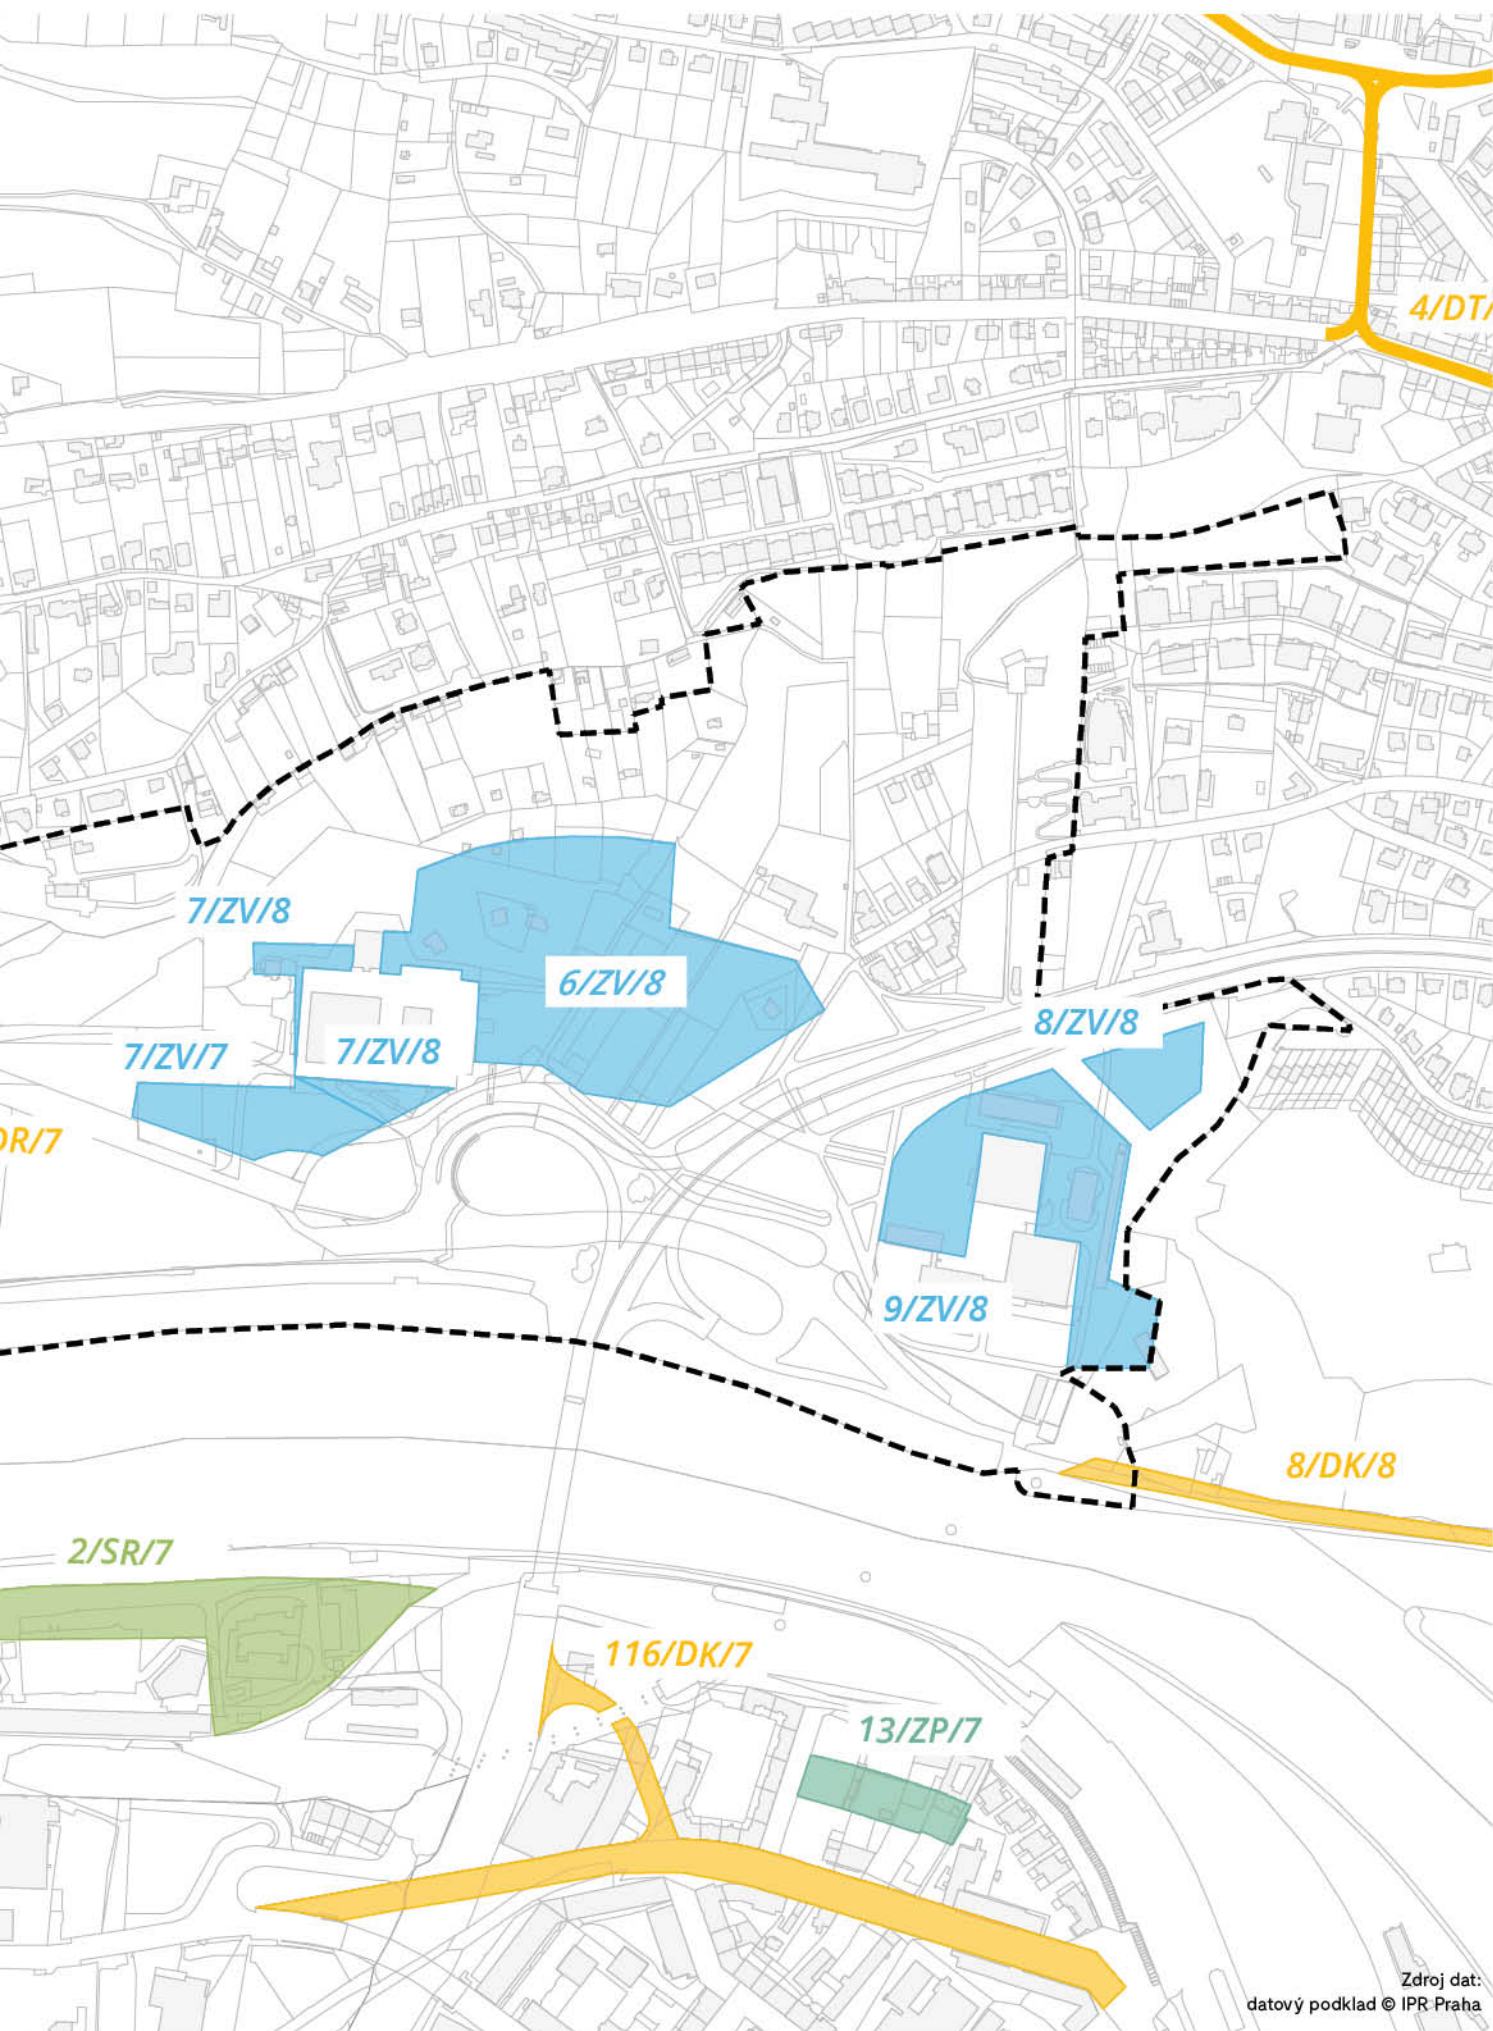 4/DT/
7/ZV/8
6/ZV/8
8/ZV/8
7/ZV/7
7/ZV/8
DR/7
9/ZV/8
8/DK/8
2/SR/7
116/DK/7
13/ZP/7
Zdroj dat:
datový podklad © IPR Praha